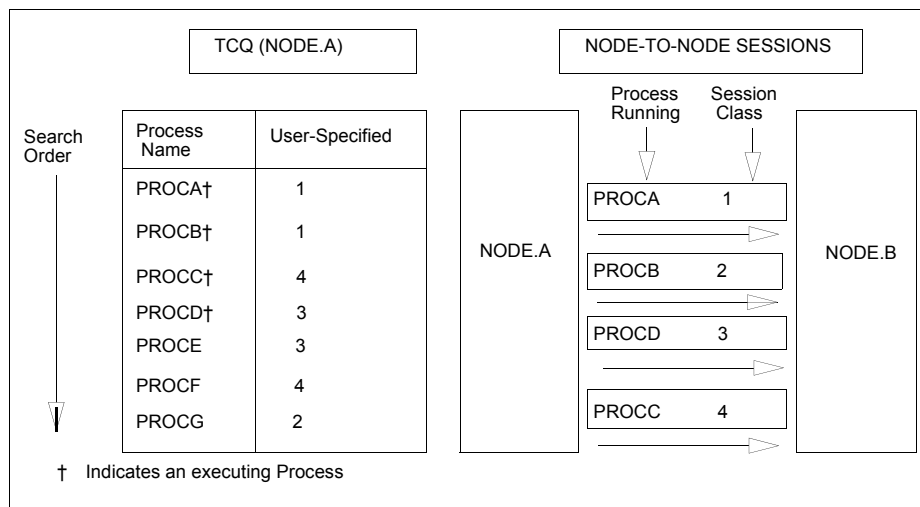 TCQ (NODE.A)
NODE-TO-NODE SESSIONS
Search
Order
Process
Name
User-Specified
PROCA† 1
PROCB† 1
PROCC† 4
PROCD† 3
PROCE 3
PROCF 4
PROCG 2
† Indicates an executing Process
Process
Running
Session
Class
NODE.A
PROCA 1
PROCB 2
PROCD 3
PROCC 4
NODE.B